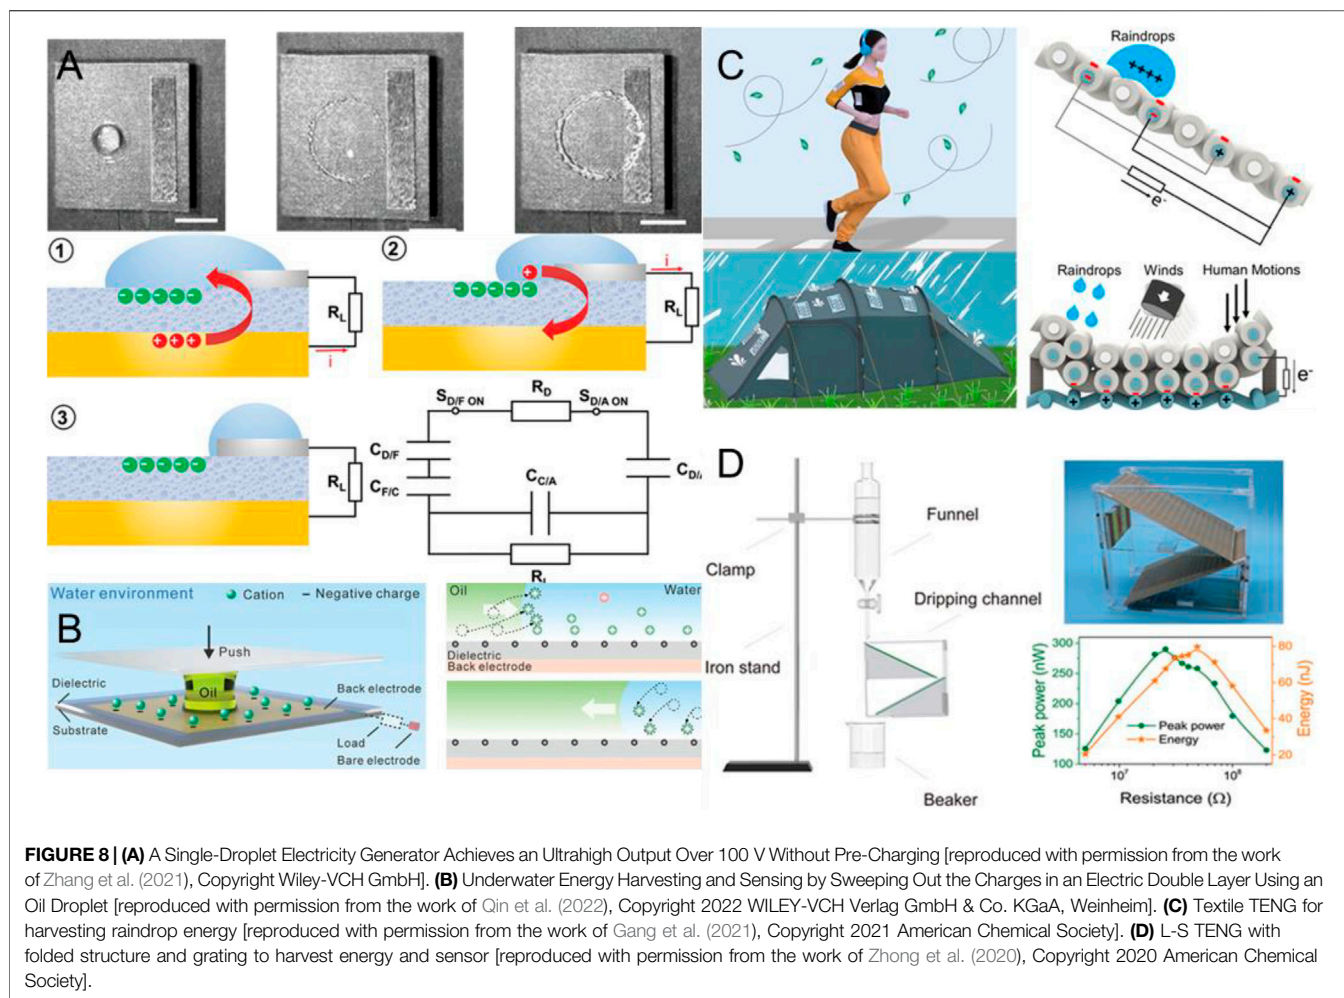 A
1
2
i
R_L
i
R_L
3
R_L
S_D/F ON
R_D
S_D/A ON
C_D/F
C_F/C
C_C/A
C_D/
R
Water environment
Cation
Negative charge
B
Push
Oil
Dielectric
Substrate
Back electrode
Load
Bare electrode
Oil
Water
Dielectric
Back electrode
C
Raindrops
e-
Raindrops
Winds
Human Motions
e-
D
Funnel
Clamp
Dripping channel
Iron stand
Beaker
Peak power (nW)
300
250
200
150
100
Peak power
Energy
80
60
40
20
Energy (nJ)
10⁷
10⁸
Resistance (Ω)
FIGURE 8 | (A) A Single-Droplet Electricity Generator Achieves an Ultrahigh Output Over 100 V Without Pre-Charging [reproduced with permission from the work
of Zhang et al. (2021), Copyright Wiley-VCH GmbH]. (B) Underwater Energy Harvesting and Sensing by Sweeping Out the Charges in an Electric Double Layer Using an
Oil Droplet [reproduced with permission from the work of Qin et al. (2022), Copyright 2022 WILEY-VCH Verlag GmbH & Co. KGaA, Weinheim]. (C) Textile TENG for
harvesting raindrop energy [reproduced with permission from the work of Gang et al. (2021), Copyright 2021 American Chemical Society]. (D) L-S TENG with
folded structure and grating to harvest energy and sensor [reproduced with permission from the work of Zhong et al. (2020), Copyright 2020 American Chemical
Society].